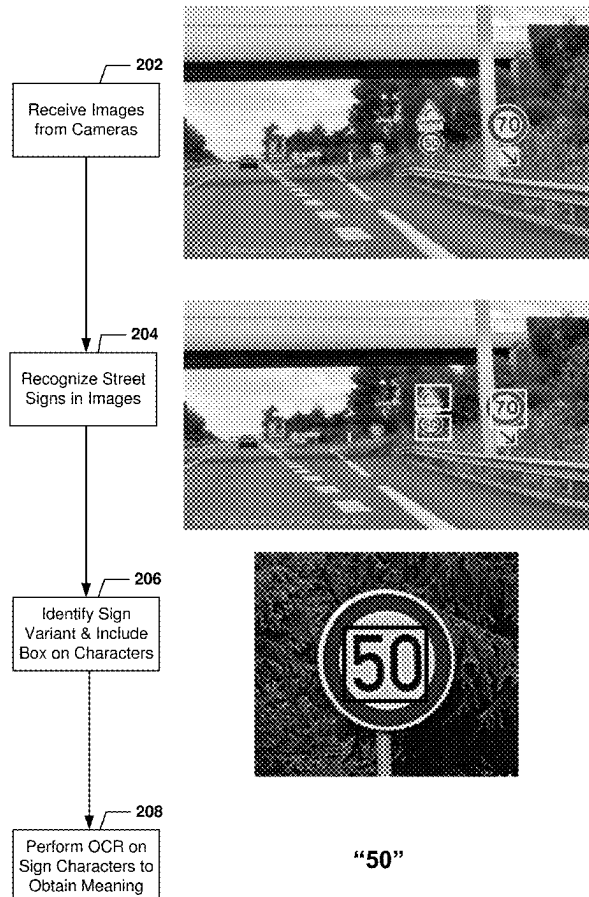 202
Receive Images
from Cameras
70
204
Recognize Street
Signs in Images
70
206
Identify Sign
Variant & Include
Box on Characters
50
208
Perform OCR on
Sign Characters to
Obtain Meaning
“50”